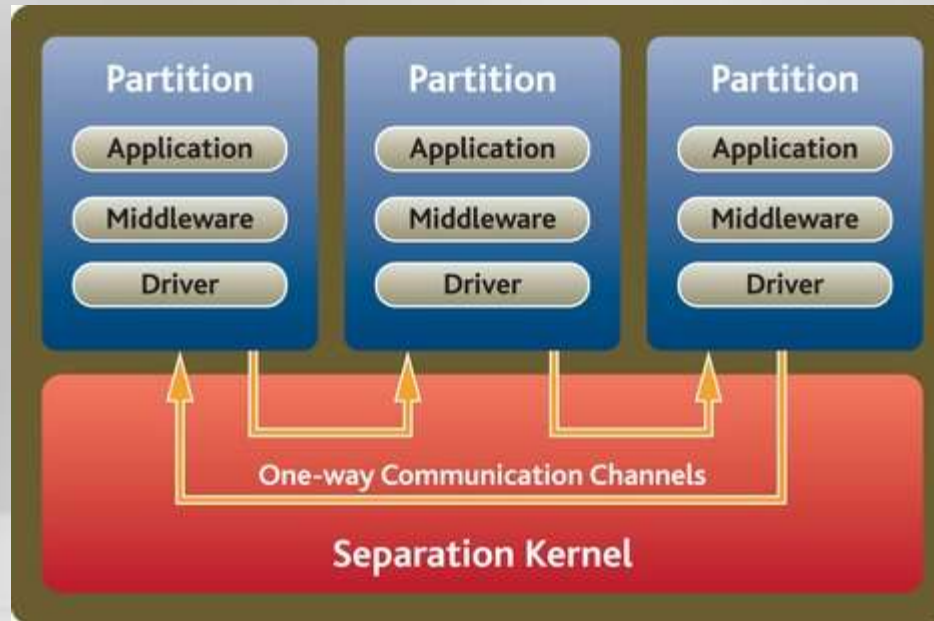 Partition
Application
Middleware
Driver
Partition
Application
Middleware
Driver
Partition
Application
Middleware
Driver
One-way Communication Channels
Separation Kernel